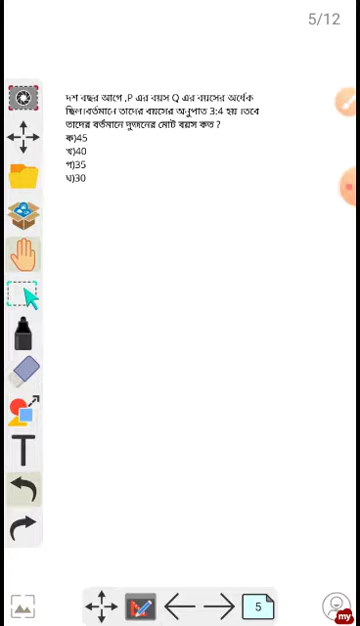 5/12
দশ বছর আগে ,P এর বয়স Q এর বয়সের অর্ধেক
ছিল।বর্তমানে তাদের বয়সের অনুপাত 3:4 হয় ।তবে
তাদের বর্তমানে দুজনের মোট বয়স কত ?
ক)45
খ)40
গ)35
ঘ)30
T
5
my